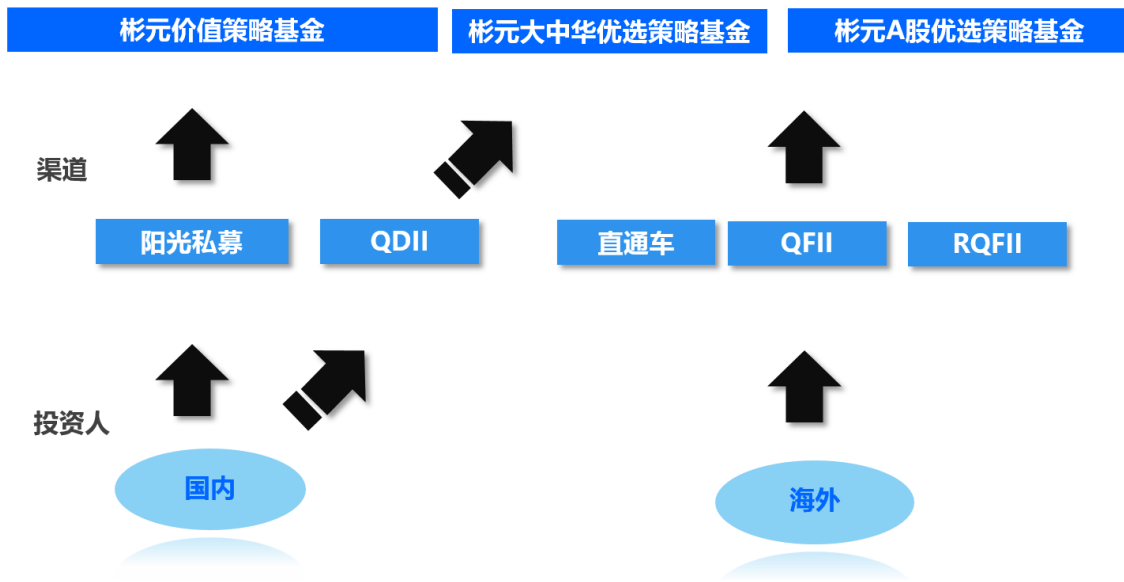 彬元价值策略基金
彬元大中华优选策略基金
彬元A股优选策略基金
渠道
阳光私募
QDII
直通车
QFII
RQFII
投资人
国内
海外